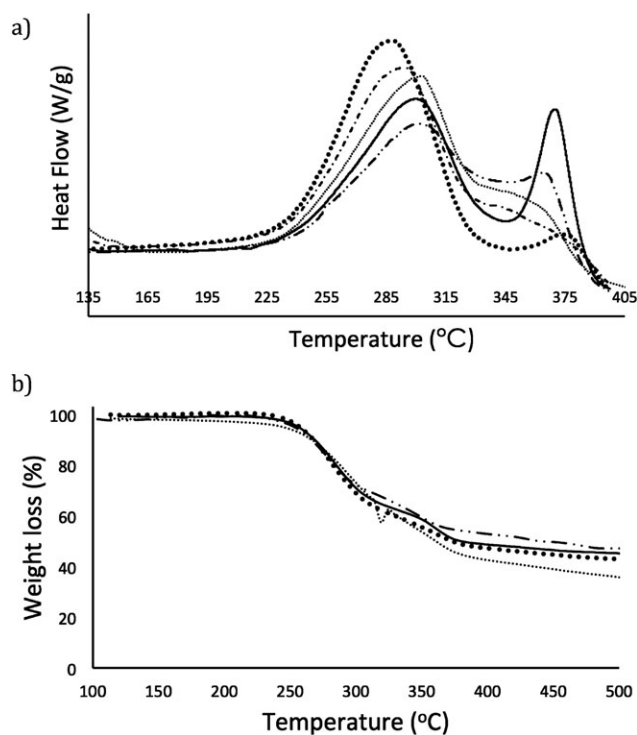 a)
Heat Flow (W/g)
135 165 195 225 255 285 315 345 375 405
Temperature (°C)
b)
Weight loss (%)
100
80
60
40
20
0
100 150 200 250 300 350 400 450 500
Temperature (°C)